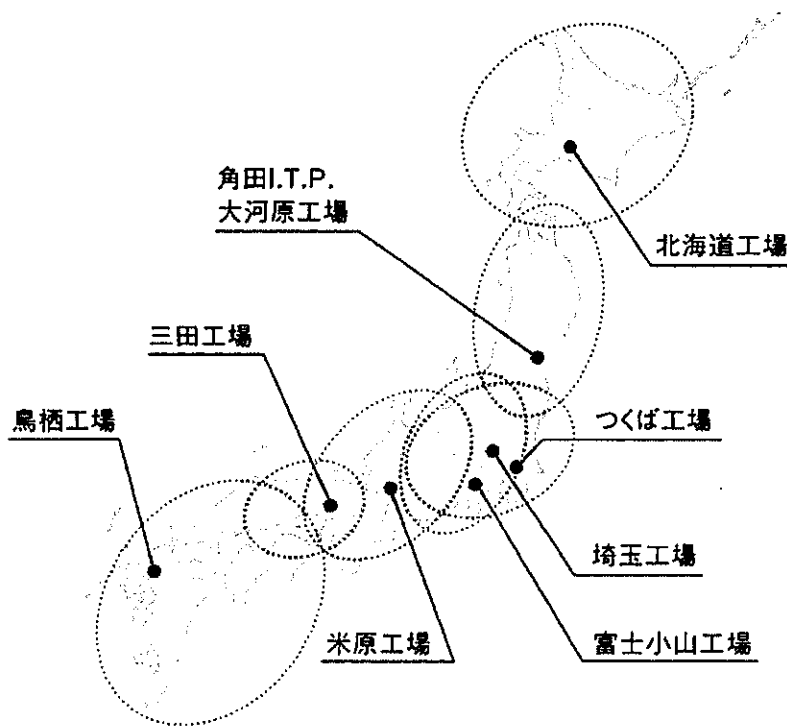 角田I.T.P.
大河原工場
北海道工場
三田工場
鳥栖工場
つくば工場
埼玉工場
米原工場
富士小山工場